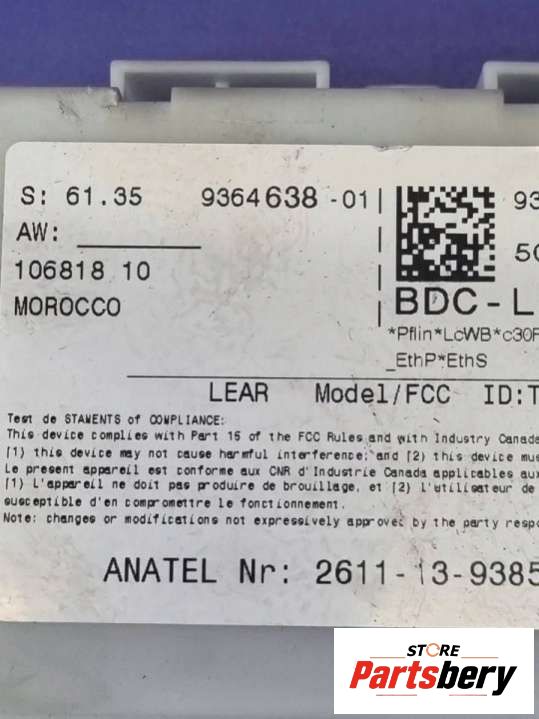 S: 61.35 9364638 -01 93
AW:
106818 10 50
MOROCCO BDC-L
*Pflin*LcWB*c30F
_EthP*EthS
LEAR Model/FCC ID:T
Test de STAMENTS of COMPLIANCE:
This device complies with Part 15 of the FCC Rules and with Industry Canada
(1) this device may not cause harmful interference; and (2) this device mus
Le present appareil est conforme aux CNR d'Industrie Canada applicables aux
(1) L'appareil ne doit pas produire de brouillage, et (2) L'utilisateur de
susceptible d'en compromettre le fonctionnement.
Note: changes or modifications not expressively approved by the party respo
ANATEL Nr: 2611-13-9385
STORE
Partsbery